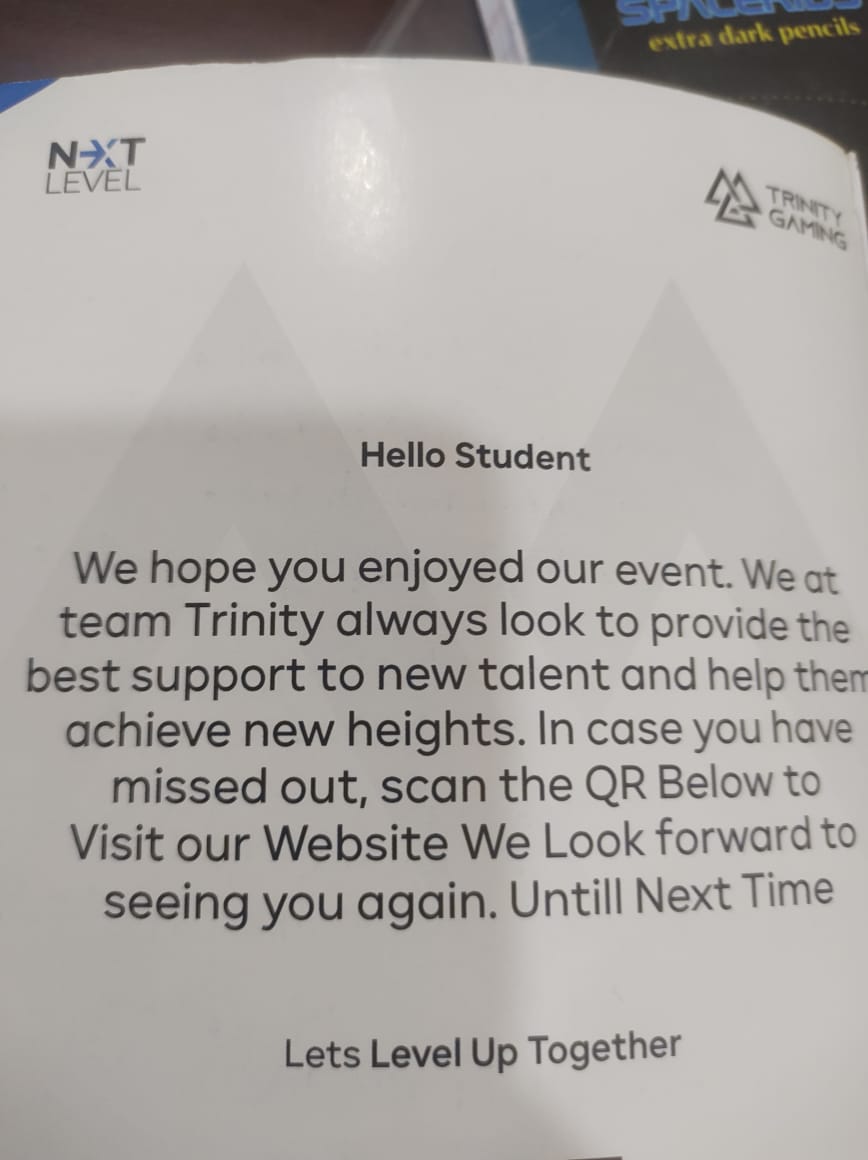 SPACEKIDS
extra dark pencils
NEXT
LEVEL
TRINITY
GAMING
Hello Student
We hope you enjoyed our event. We at
team Trinity always look to provide the
best support to new talent and help them
achieve new heights. In case you have
missed out, scan the QR Below to
Visit our Website We Look forward to
seeing you again. Untill Next Time
Lets Level Up Together